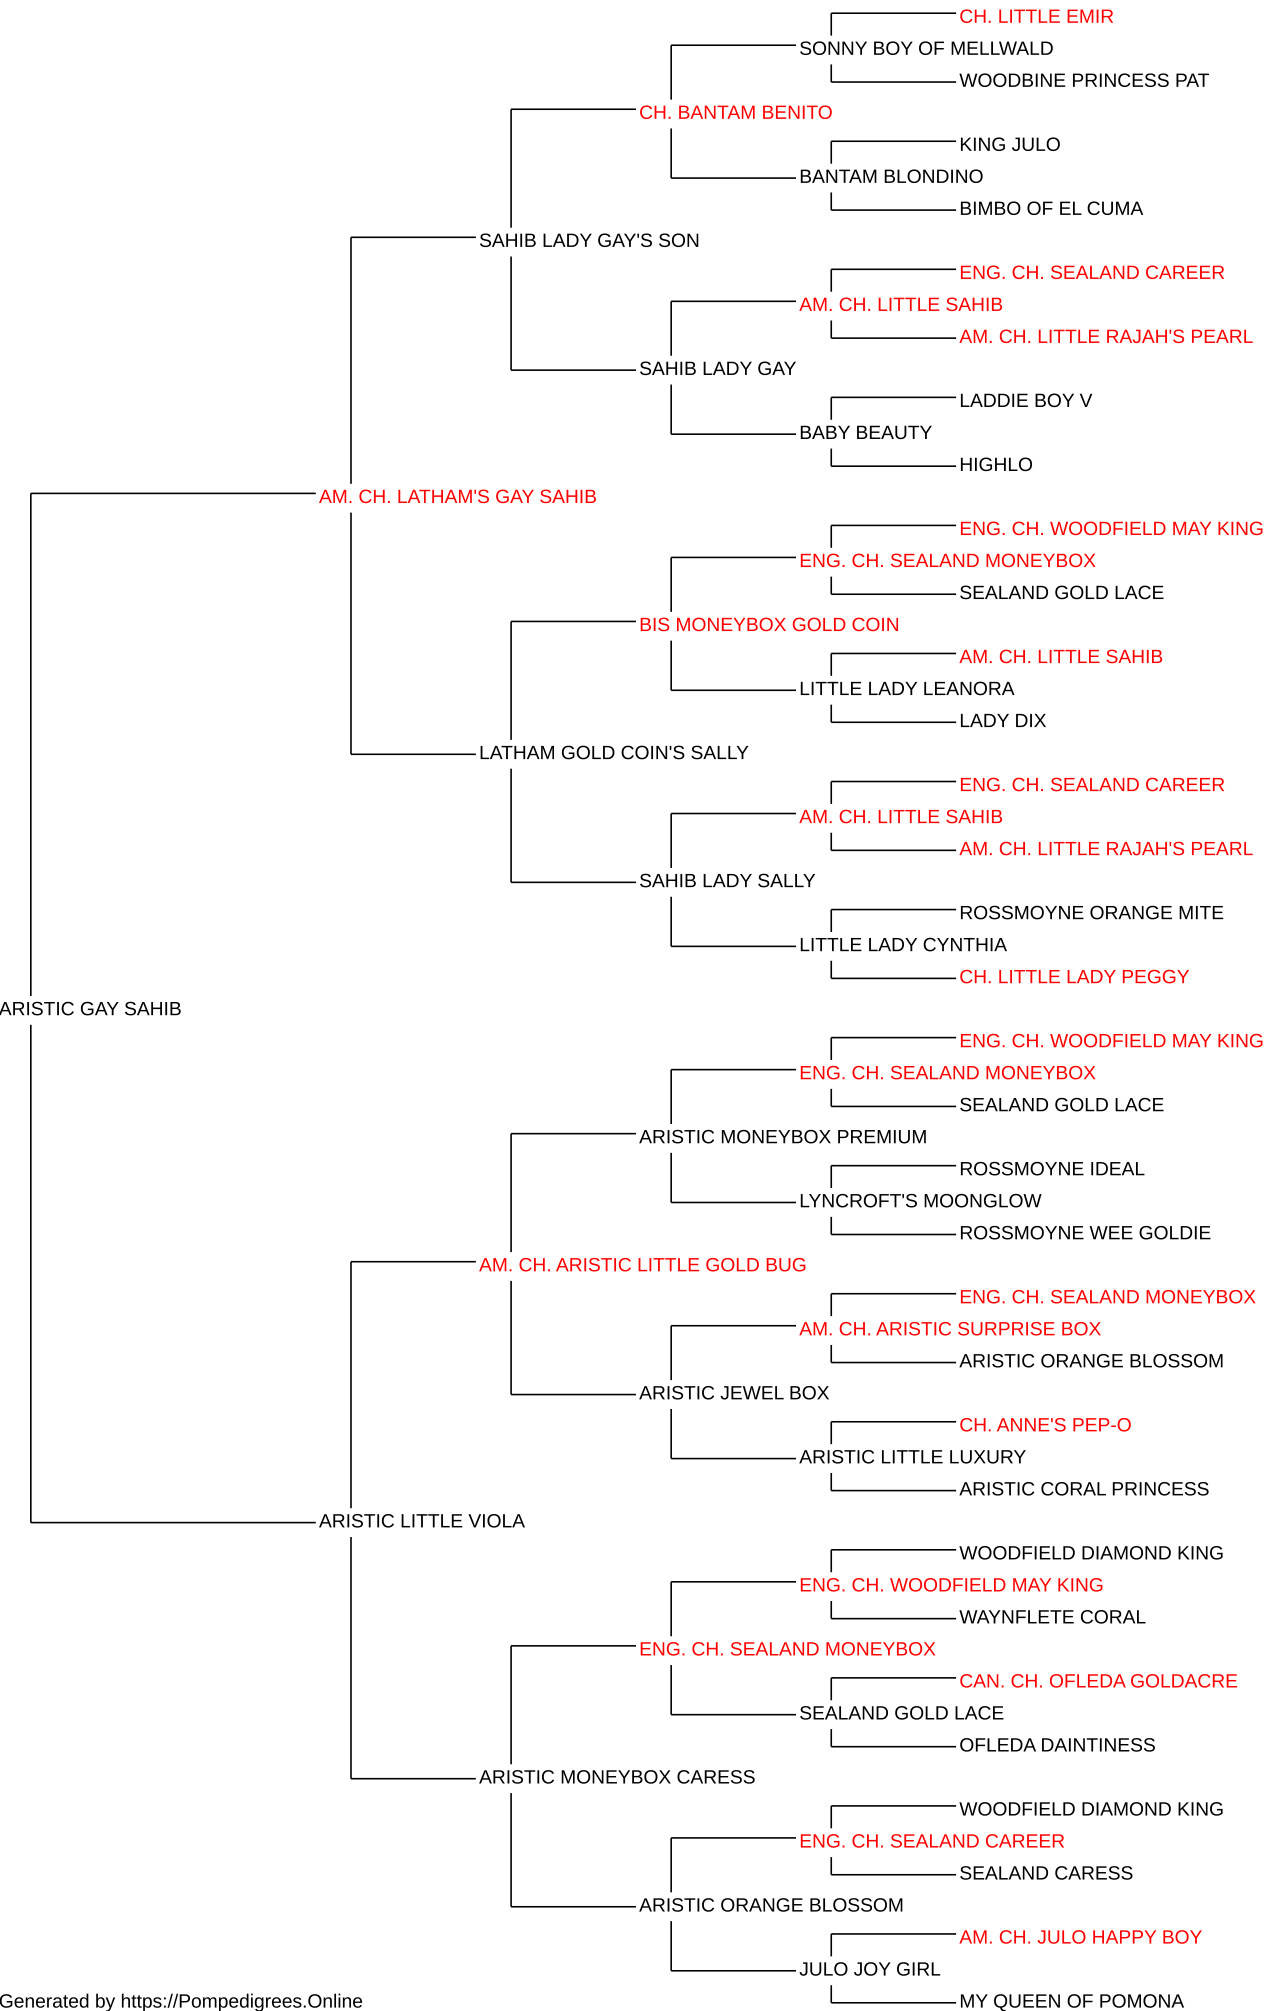 CH. LITTLE EMIR
SONNY BOY OF MELLWALD
WOODBINE PRINCESS PAT
CH. BANTAM BENITO
KING JULO
BANTAM BLONDINO
BIMBO OF EL CUMA
SAHIB LADY GAY'S SON
ENG. CH. SEALAND CAREER
AM. CH. LITTLE SAHIB
AM. CH. LITTLE RAJAH'S PEARL
SAHIB LADY GAY
LADDIE BOY V
BABY BEAUTY
HIGHLO
AM. CH. LATHAM'S GAY SAHIB
ENG. CH. WOODFIELD MAY KING
ENG. CH. SEALAND MONEYBOX
SEALAND GOLD LACE
BIS MONEYBOX GOLD COIN
AM. CH. LITTLE SAHIB
LITTLE LADY LEANORA
LADY DIX
LATHAM GOLD COIN'S SALLY
ENG. CH. SEALAND CAREER
AM. CH. LITTLE SAHIB
AM. CH. LITTLE RAJAH'S PEARL
SAHIB LADY SALLY
ROSSMOYNE ORANGE MITE
LITTLE LADY CYNTHIA
CH. LITTLE LADY PEGGY
ARISTIC GAY SAHIB
ENG. CH. WOODFIELD MAY KING
ENG. CH. SEALAND MONEYBOX
SEALAND GOLD LACE
ARISTIC MONEYBOX PREMIUM
ROSSMOYNE IDEAL
LYNCROFT'S MOONGLOW
ROSSMOYNE WEE GOLDIE
AM. CH. ARISTIC LITTLE GOLD BUG
ENG. CH. SEALAND MONEYBOX
AM. CH. ARISTIC SURPRISE BOX
ARISTIC ORANGE BLOSSOM
ARISTIC JEWEL BOX
CH. ANNE'S PEP-O
ARISTIC LITTLE LUXURY
ARISTIC CORAL PRINCESS
ARISTIC LITTLE VIOLA
WOODFIELD DIAMOND KING
ENG. CH. WOODFIELD MAY KING
WAYNFLETE CORAL
ENG. CH. SEALAND MONEYBOX
CAN. CH. OFLEDA GOLDACRE
SEALAND GOLD LACE
OFLEDA DAINTINESS
ARISTIC MONEYBOX CARESS
WOODFIELD DIAMOND KING
ENG. CH. SEALAND CAREER
SEALAND CARESS
ARISTIC ORANGE BLOSSOM
AM. CH. JULO HAPPY BOY
JULO JOY GIRL
MY QUEEN OF POMONA
Generated by https://Pompedigrees.Online